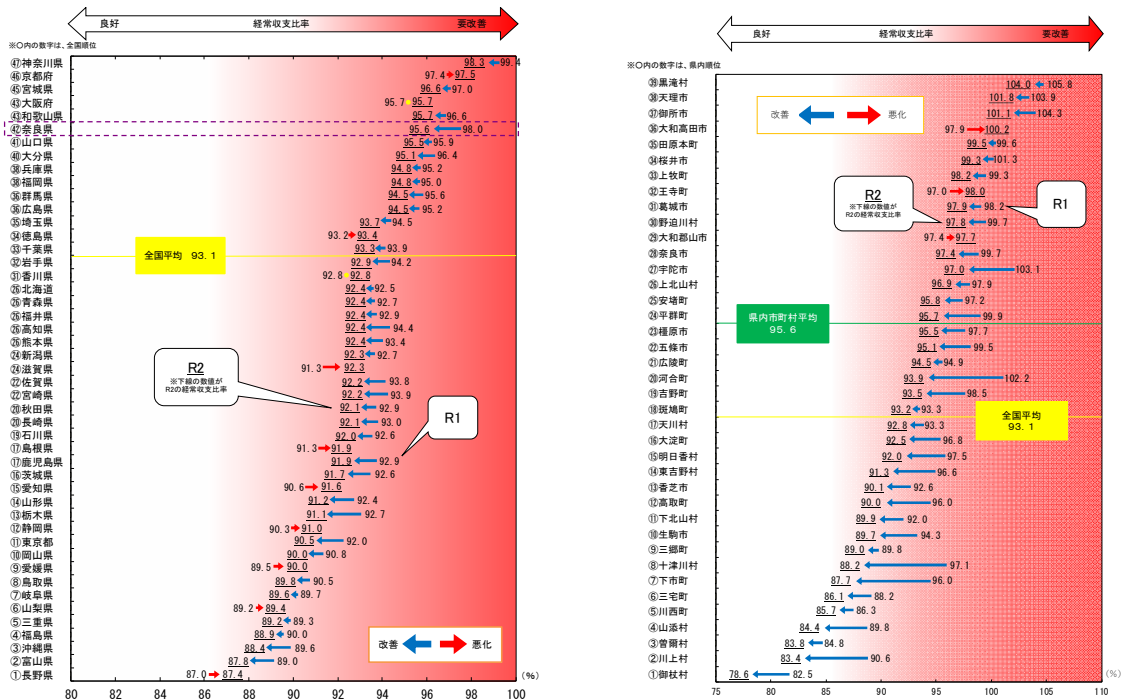 良好 経常収支比率 要改善
※〇内の数字は、全国順位
㊼神奈川県 98.3 99.4
㊻京都府 97.4 97.5
㊺宮城県 96.6 97.0
㊸大阪府 95.7 95.7
㊸和歌山県 95.7 96.6
㊷奈良県 95.6 98.0
㊶山口県 95.5 95.9
㊵大分県 95.1 96.4
㊳兵庫県 94.8 95.2
㊳福岡県 94.8 95.0
㊱群馬県 94.5 95.6
㊱広島県 94.5 95.2
㉟埼玉県 93.7 94.5
㉞徳島県 93.2 93.4
㉝千葉県 93.3 93.9
全国平均 93.1
㉜岩手県 92.9 94.2
㉛香川県 92.8 92.8
㉖北海道 92.4 92.5
㉖青森県 92.4 92.7
㉖福井県 92.4 92.9
㉖高知県 92.4 94.4
㉖熊本県 92.4 93.4
㉔新潟県 92.3 92.7
㉔滋賀県 91.3 92.3
㉒佐賀県 92.2 93.8
㉒宮崎県 92.2 93.9
⑳秋田県 92.1 92.9
⑳長崎県 92.1 93.0
⑲石川県 92.0 92.6
⑰島根県 91.3 91.9
⑰鹿児島県 91.9 92.9
⑯茨城県 91.7 92.6
⑮愛知県 90.6 91.6
⑭山形県 91.2 92.4
⑬栃木県 91.1 92.7
⑫静岡県 90.3 91.0
⑪東京都 90.5 92.0
⑩岡山県 90.0 90.8
⑨愛媛県 89.5 90.0
⑧鳥取県 89.8 90.5
⑦岐阜県 89.6 89.7
⑥山梨県 89.2 89.4
⑤三重県 89.2 89.3
④福島県 88.9 90.0
③沖縄県 88.4 89.6
②富山県 87.8 89.0
①長野県 87.0 87.4
R2
※下線の数値が
R2の経常収支比率
R1
改善 悪化
80 82 84 86 88 90 92 94 96 98 100 (%)
良好 経常収支比率 要改善
※〇内の数字は、県内順位
改善 悪化
㊴黒滝村 104.0 105.8
㊳天理市 101.8 103.9
㊲御所市 101.1 104.3
㊱大和高田市 97.9 100.2
㉟田原本町 99.5 99.6
㉞桜井市 99.3 101.3
㉝上牧町 98.2 99.3
㉜王寺町 97.0 98.0
㉛葛城市 97.9 98.2
㉚野迫川村 97.8 99.7
㉙大和郡山市 97.4 97.7
㉘奈良市 97.4 99.7
㉗宇陀市 97.0 103.1
㉖上北山村 96.9 97.9
㉕安堵町 95.8 97.2
㉔平群町 95.7 99.9
県内市町村平均
95.6
㉓橿原市 95.5 97.7
㉒五條市 95.1 99.5
㉑広陵町 94.5 94.9
⑳河合町 93.9 102.2
⑲吉野町 93.5 98.5
⑱斑鳩町 93.2 93.3
全国平均
93.1
⑰天川村 92.8 93.3
⑯大淀町 92.5 96.8
⑮明日香村 92.0 97.5
⑭東吉野村 91.3 96.6
⑬香芝市 90.1 92.6
⑫高取町 90.0 96.0
⑪下北山村 89.9 92.0
⑩生駒市 89.7 94.3
⑨三郷町 89.0 89.8
⑧十津川村 88.2 97.1
⑦下市町 87.7 96.0
⑥三宅町 86.1 88.2
⑤川西町 85.7 86.3
④山添村 84.4 89.8
③曽爾村 83.8 84.8
②川上村 83.4 90.6
①御杖村 78.6 82.5
R2
※下線の数値が
R2の経常収支比率
R1
75 80 85 90 95 100 105 110 (%)